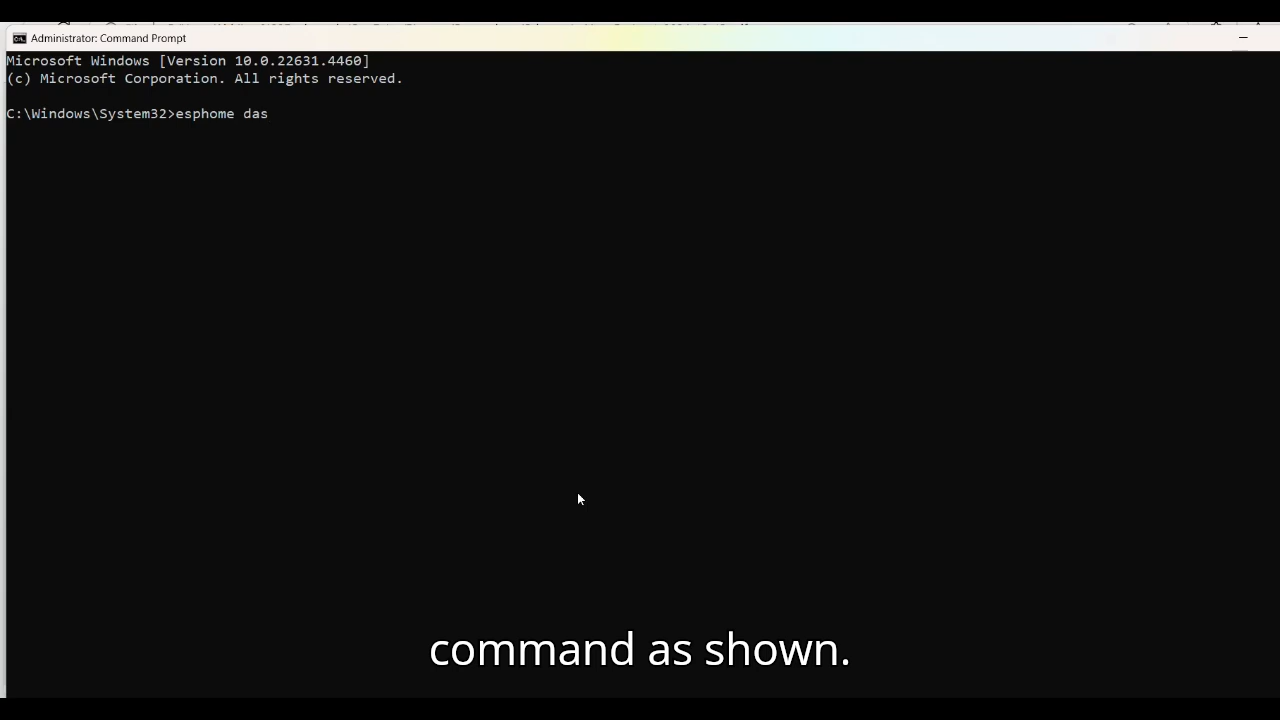 Administrator: Command Prompt
Microsoft Windows [Version 10.0.22631.4460]
(c) Microsoft Corporation. All rights reserved.
C:\Windows\System32>esphome das
command as shown.